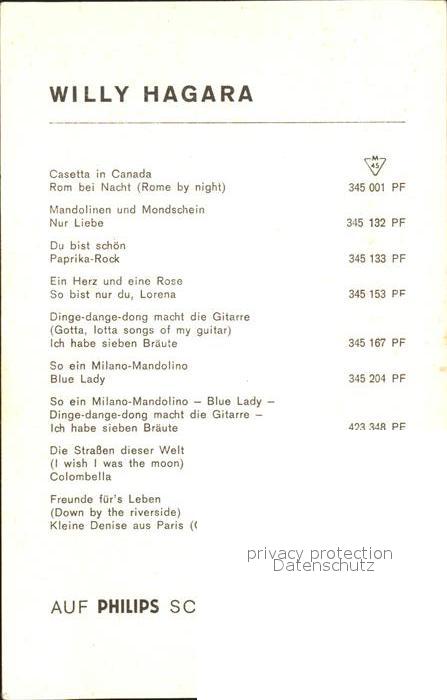 WILLY HAGARA
M
45
Casetta in Canada
Rom bei Nacht (Rome by night) 345 001 PF
Mandolinen und Mondschein
Nur Liebe 345 132 PF
Du bist schön
Paprika-Rock 345 133 PF
Ein Herz und eine Rose
So bist nur du, Lorena 345 153 PF
Dinge-dange-dong macht die Gitarre
(Gotta, lotta songs of my guitar)
Ich habe sieben Bräute 345 167 PF
So ein Milano-Mandolino
Blue Lady 345 204 PF
So ein Milano-Mandolino – Blue Lady –
Dinge-dange-dong macht die Gitarre –
Ich habe sieben Bräute 423 348 PF
Die Straßen dieser Welt
(I wish I was the moon)
Colombella
Freunde für's Leben
(Down by the riverside)
Kleine Denise aus Paris (
privacy protection
Datenschutz
AUF PHILIPS SC